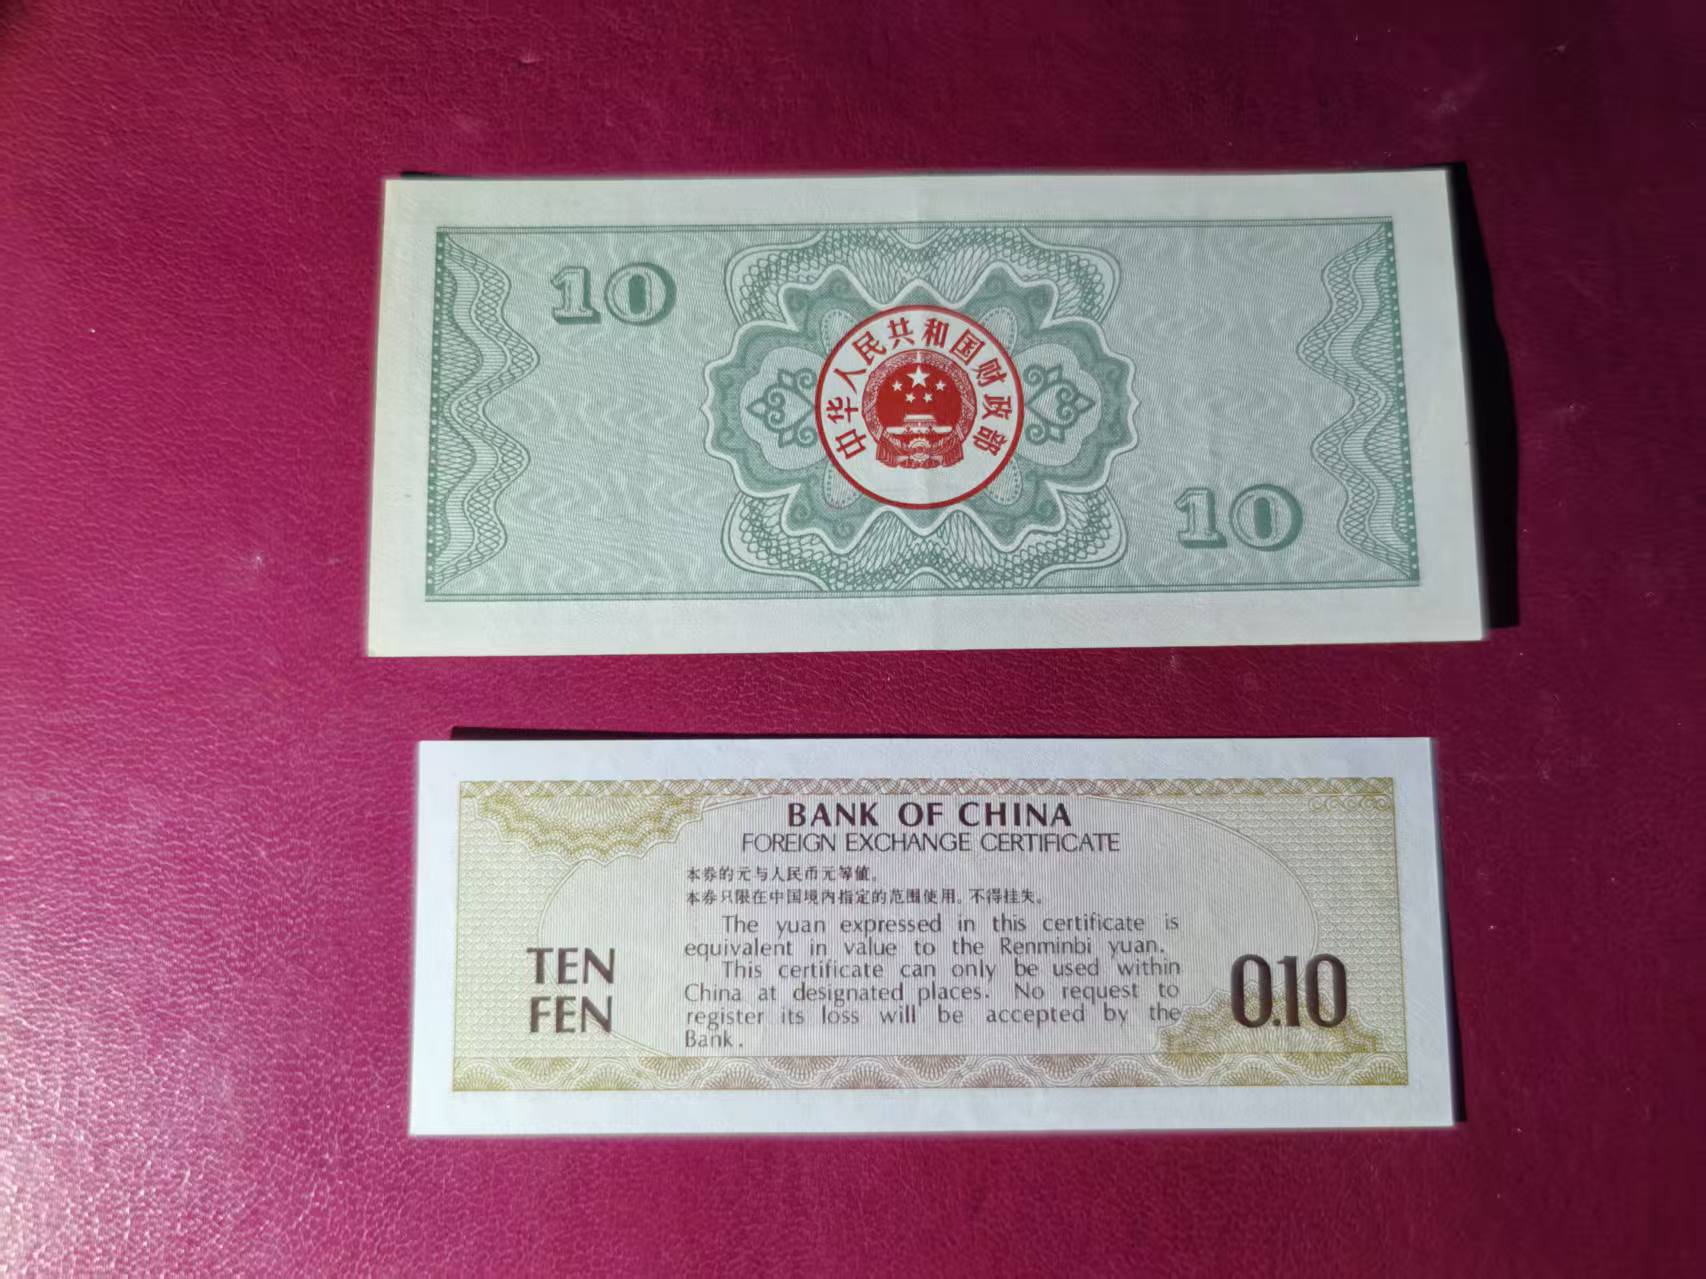 10
中华人民共和国财政部
10
BANK OF CHINA
FOREIGN EXCHANGE CERTIFICATE
本券的元与人民币元等值。
本券只限在中国境内指定的范围使用。不得挂失。
The yuan expressed in this certificate is
equivalent in value to the Renminbi yuan.
This certificate can only be used within
China at designated places. No request to
register its loss will be accepted by the
Bank.
TEN
FEN
0.10